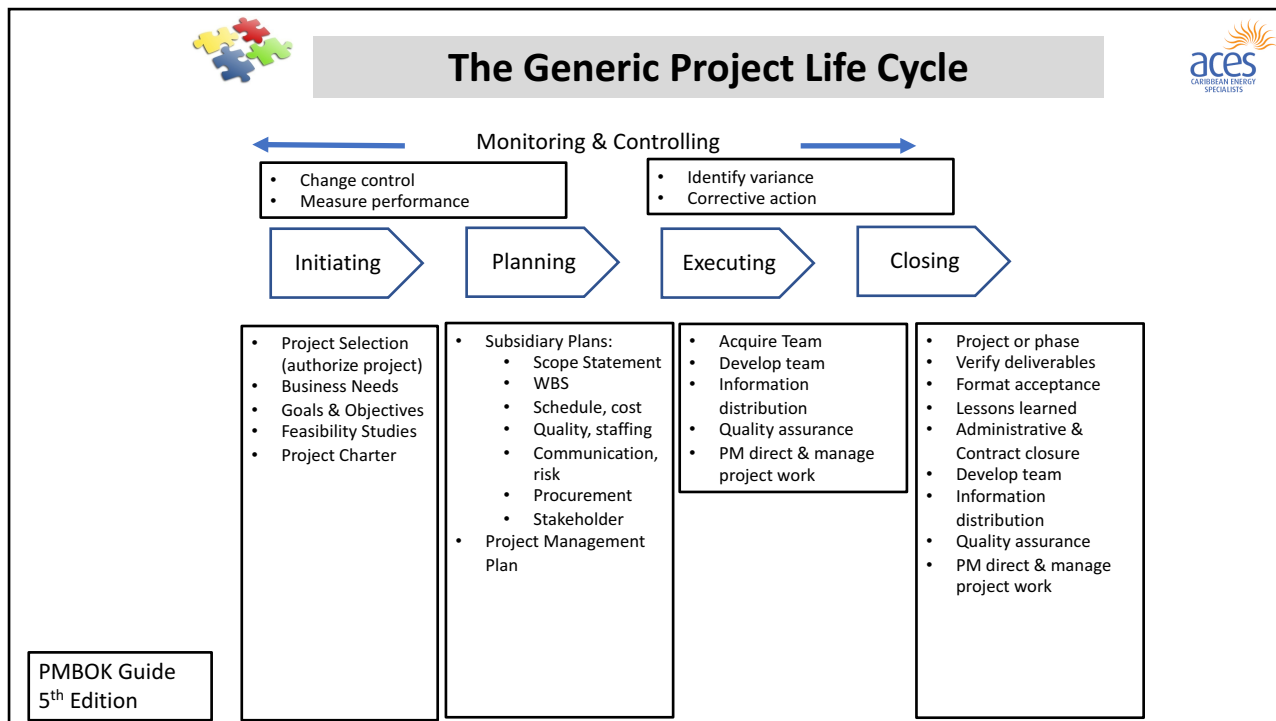 The Generic Project Life Cycle
aces
CARIBBEAN ENERGY
SPECIALISTS
Monitoring & Controlling
• Change control
• Measure performance
• Identify variance
• Corrective action
Initiating
Planning
Executing
Closing
• Project Selection
(authorize project)
• Business Needs
• Goals & Objectives
• Feasibility Studies
• Project Charter
• Subsidiary Plans:
• Scope Statement
• WBS
• Schedule, cost
• Quality, staffing
• Communication,
risk
• Procurement
• Stakeholder
• Project Management
Plan
• Acquire Team
• Develop team
• Information
distribution
• Quality assurance
• PM direct & manage
project work
• Project or phase
• Verify deliverables
• Format acceptance
• Lessons learned
• Administrative &
Contract closure
• Develop team
• Information
distribution
• Quality assurance
• PM direct & manage
project work
PMBOK Guide
5th Edition